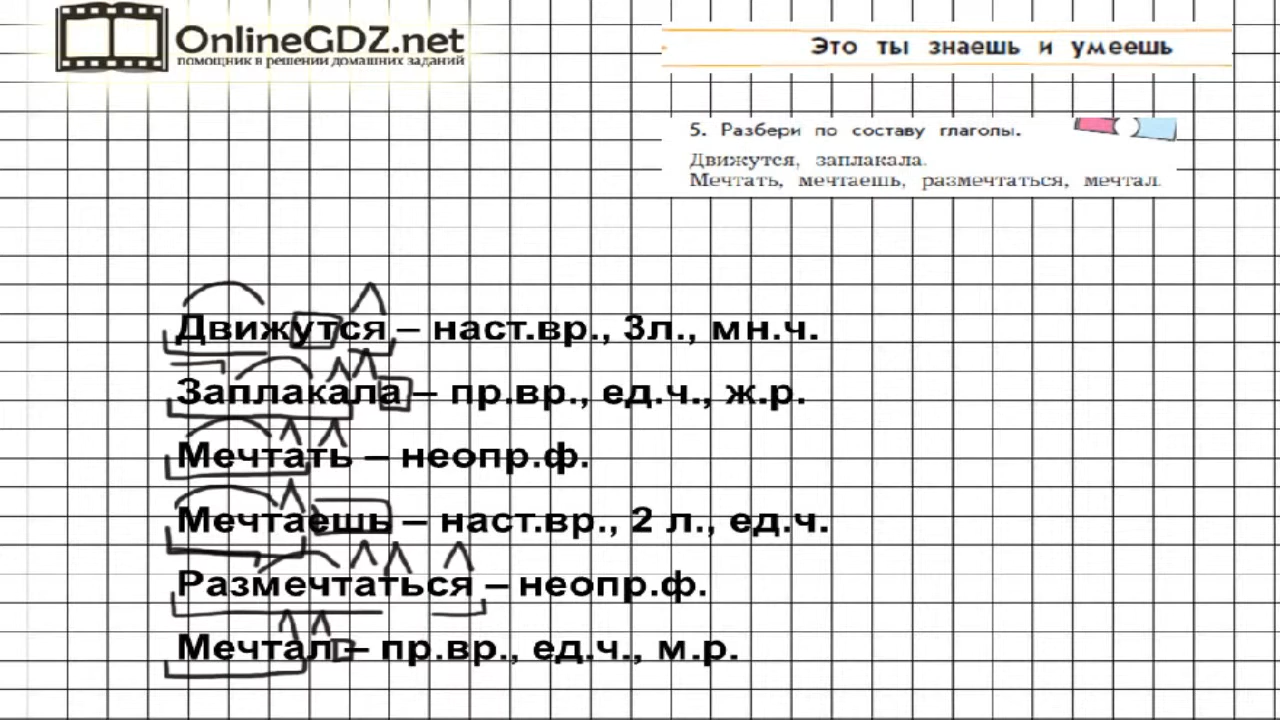 OnlineGDZ.net
помощник в решении домашних заданий
Это ты знаешь и умеешь
5. Разбери по составу глаголы.
Движутся, заплакала.
Мечтать, мечтаешь, размечтаться, мечтал.
Движутся – наст.вр., 3л., мн.ч.
Заплакала – пр.вр., ед.ч., ж.р.
Мечтать – неопр.ф.
Мечтаешь – наст.вр., 2 л., ед.ч.
Размечтаться – неопр.ф.
Мечтал – пр.вр., ед.ч., м.р.